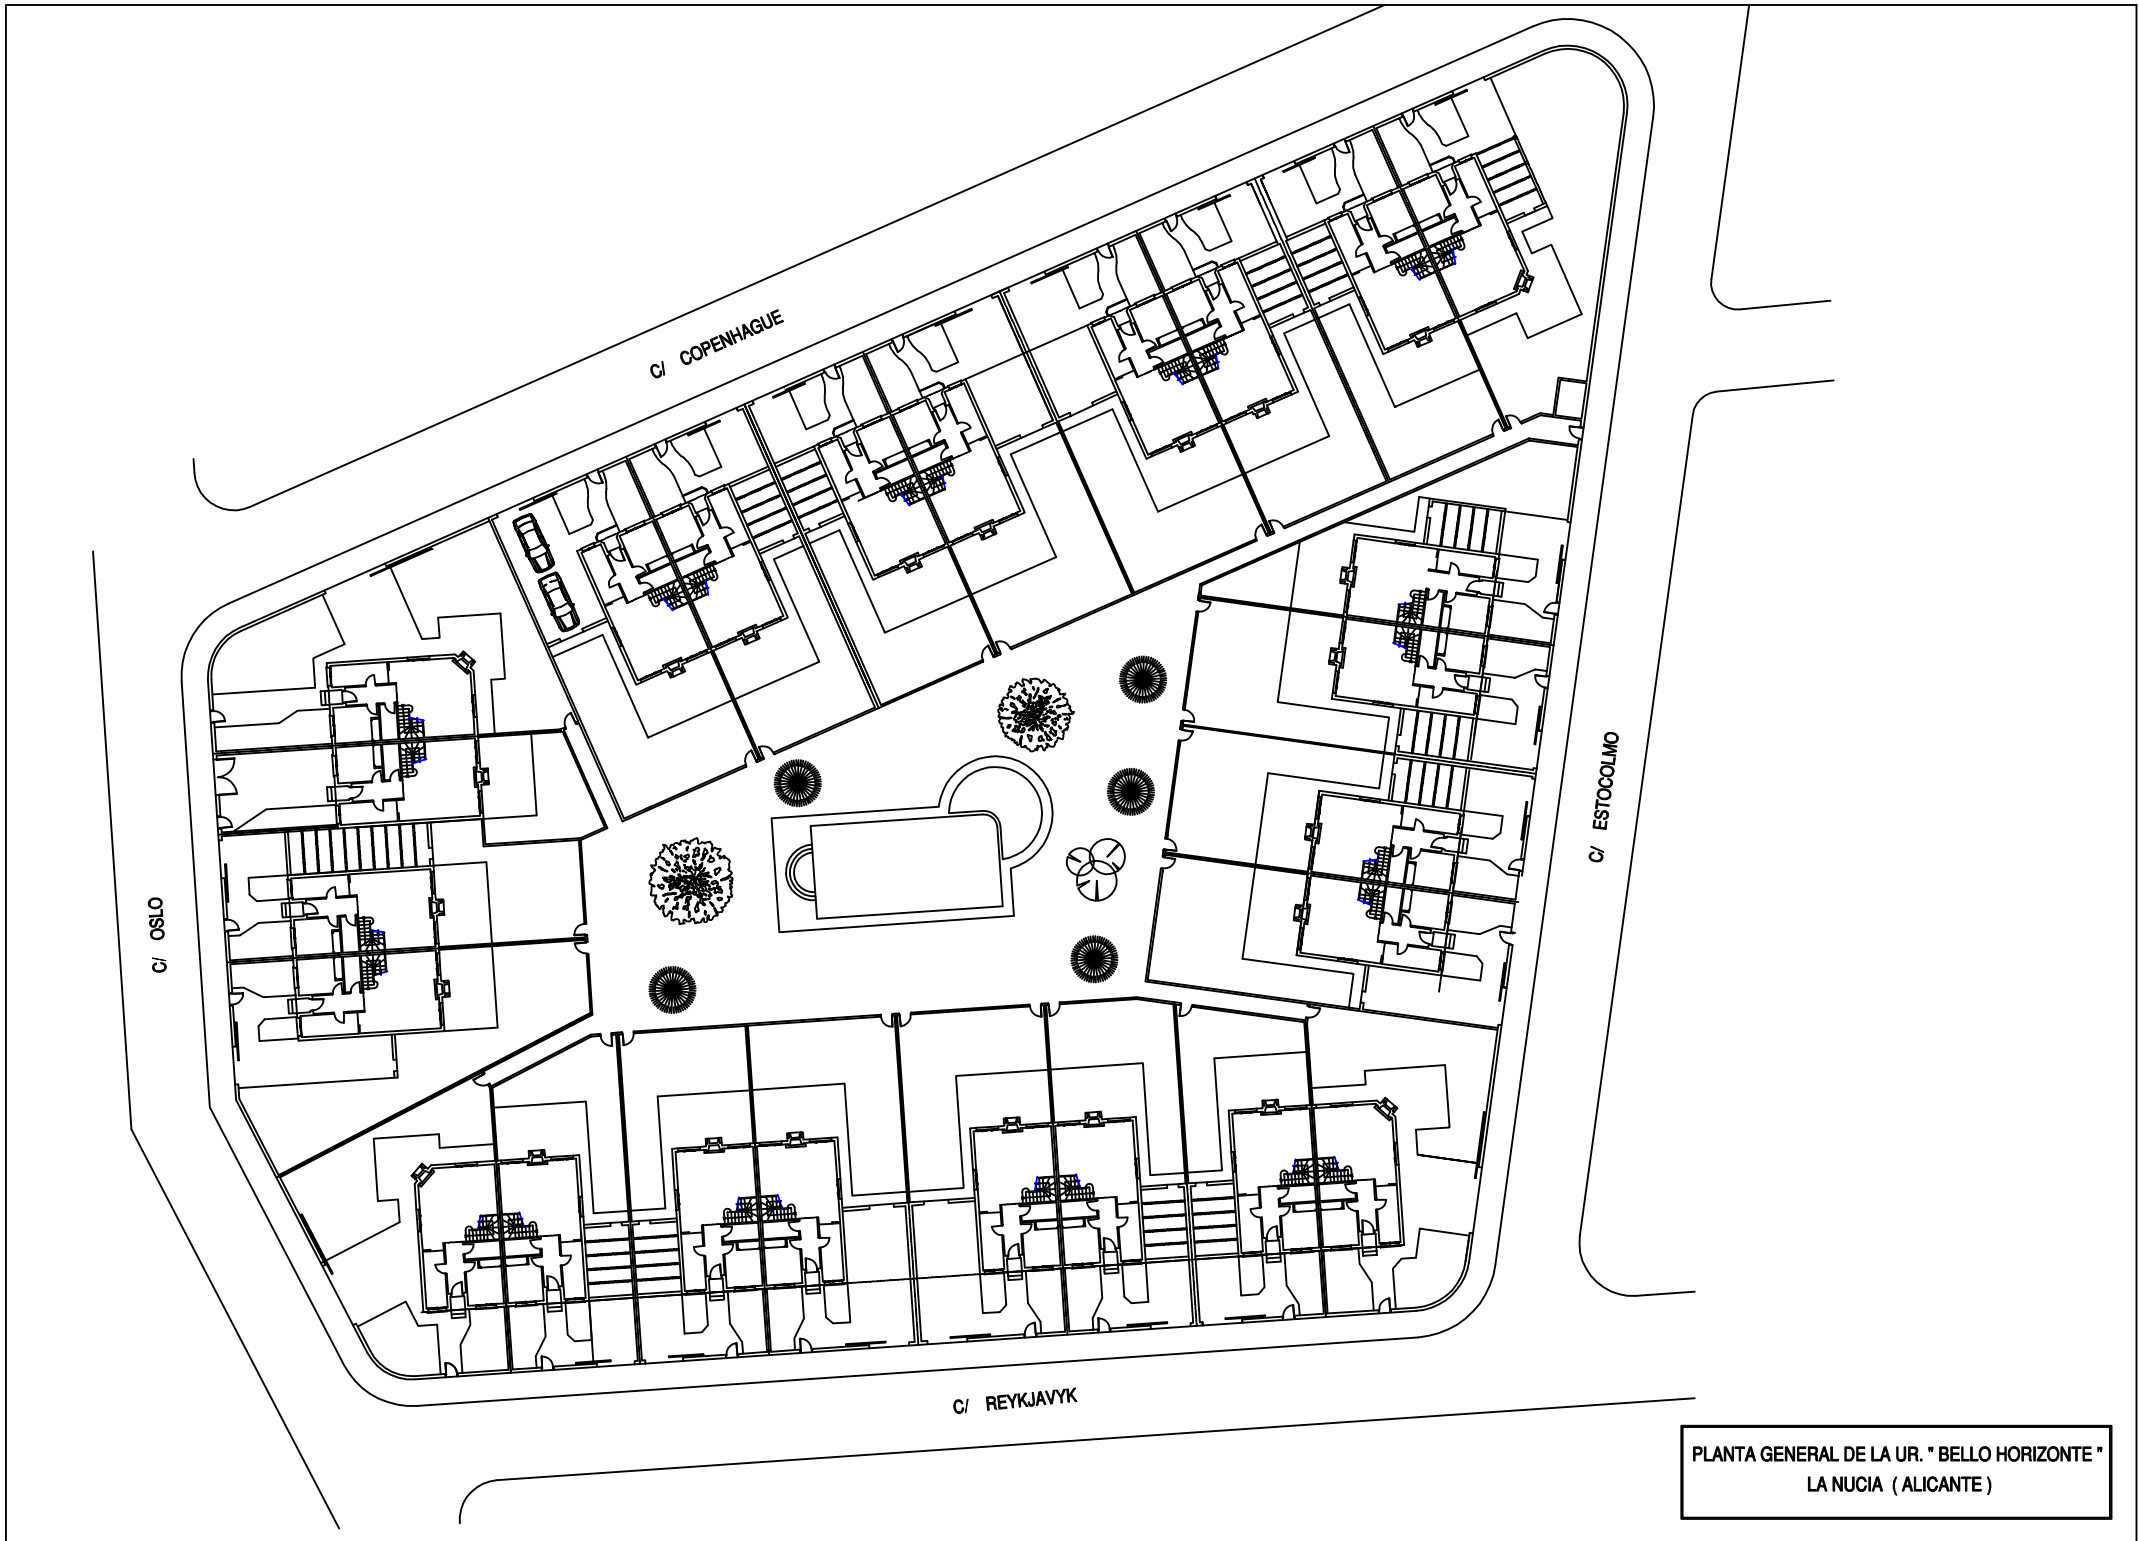 C/ COPENHAGUE
C/ ESTOCOLMO
C/ OSLO
C/ REYKJAVYK
PLANTA GENERAL DE LA UR. " BELLO HORIZONTE "
LA NUCIA ( ALICANTE )